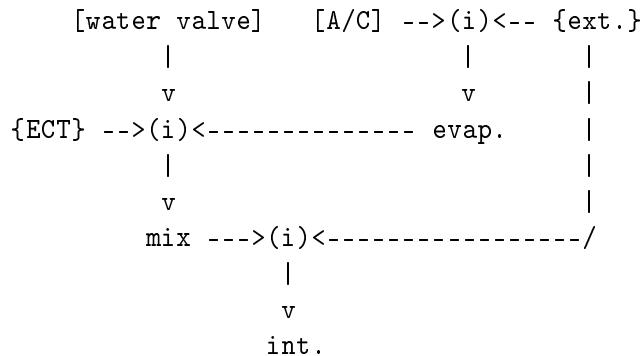 [water valve] [A/C] -->(i)<-- {ext.}
| | |
v v |
{ECT} -->(i)<-------------- evap. |
| |
v |
mix --->(i)<-----------------/
|
v
int.